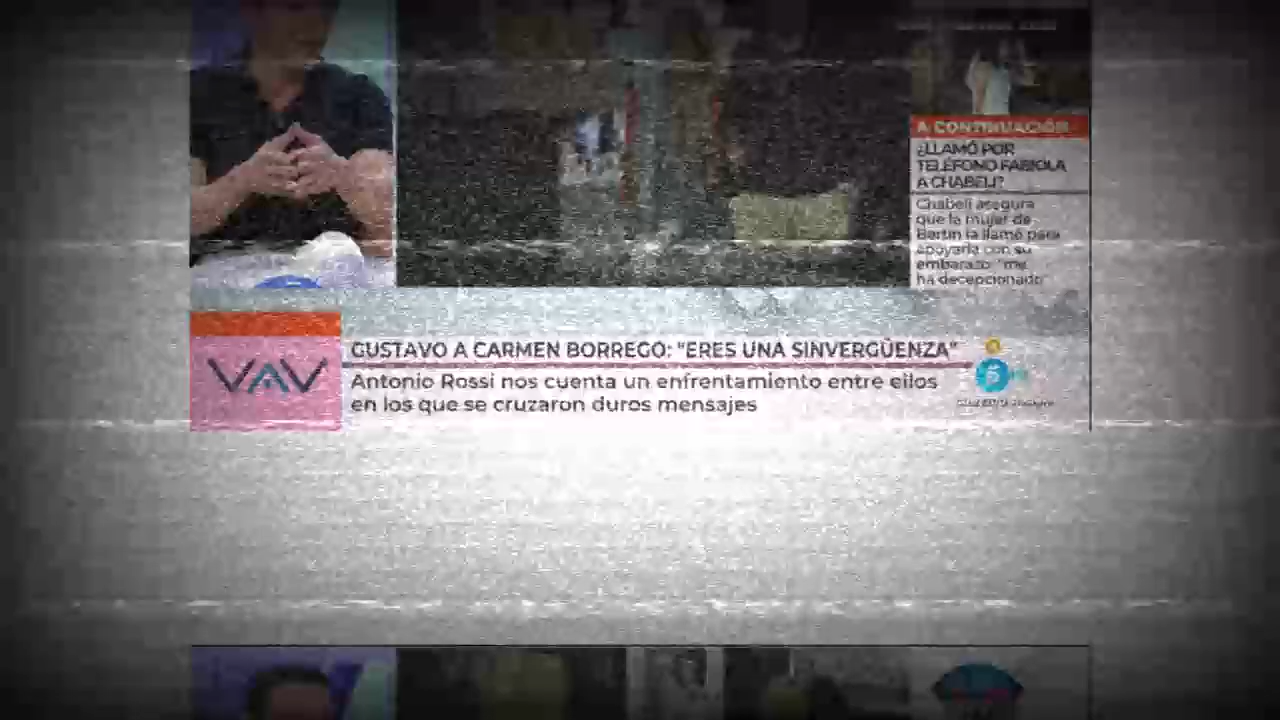 A CONTINUACIÓN
¿LLAMÓ POR
TELÉFONO FABIOLA
A CHABELI?
Chabeli asegura
que la mujer de
Bertín la llamó para
apoyarla con su
embarazo: "me
ha decepcionado"
VAV
GUSTAVO A CARMEN BORREGO: "ERES UNA SINVERGÜENZA"
Antonio Rossi nos cuenta un enfrentamiento entre ellos
en los que se cruzaron duros mensajes
5